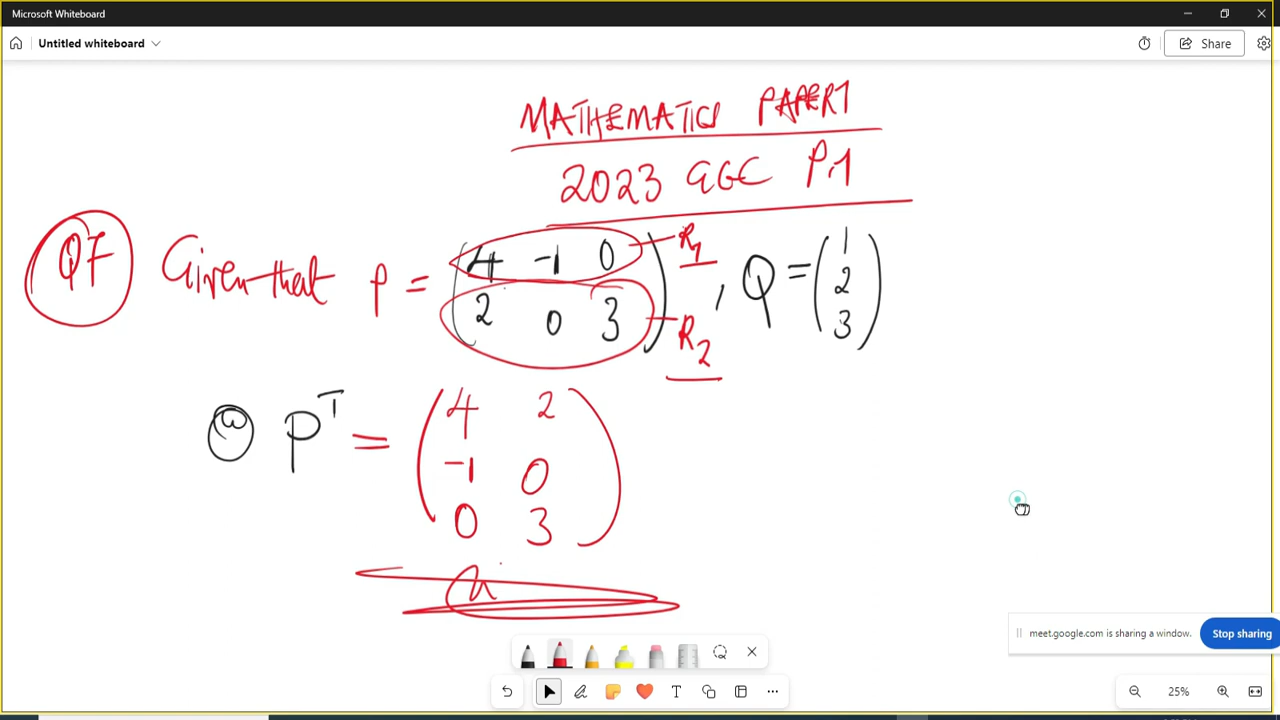 Microsoft Whiteboard
Untitled whiteboard
Share
MATHEMATICS PAPER 1
2023 GCE P.1
Q7 Given that P = (4 -1 0) R1, Q = (1
2 0 3 R2 2
3)
a P^T = (4 2
-1 0
0 3)
meet.google.com is sharing a window.
Stop sharing
25%